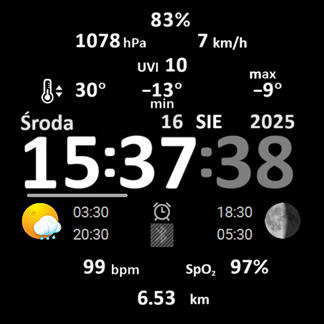 83%
1078 hPa 7 km/h
UVI 10
max
30° -13° -9°
min
Środa 16 SIE 2025
15:37:38
03:30 18:30
20:30 05:30
99 bpm SpO₂ 97%
6.53 km